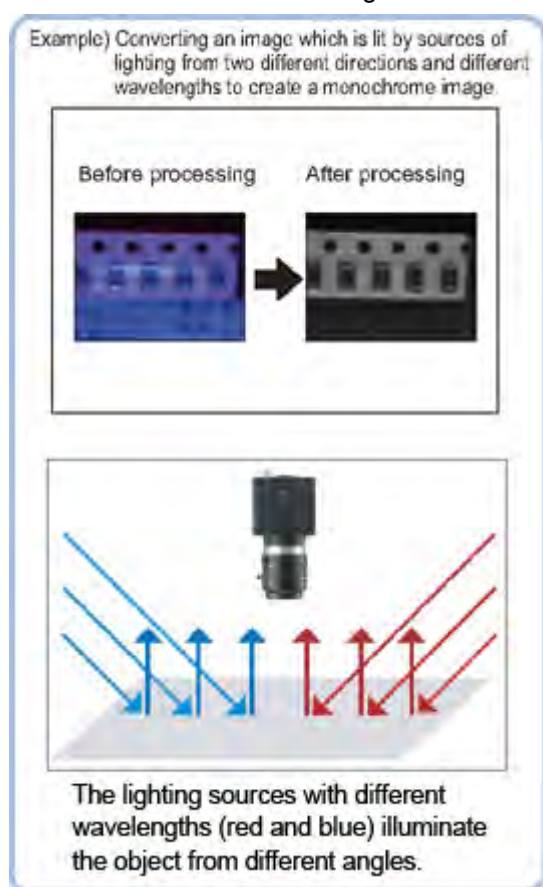 Example) Converting an image which is lit by sources of
lighting from two different directions and different
wavelengths to create a monochrome image
Before processing
After processing
The lighting sources with different
wavelengths (red and blue) illuminate
the object from different angles.